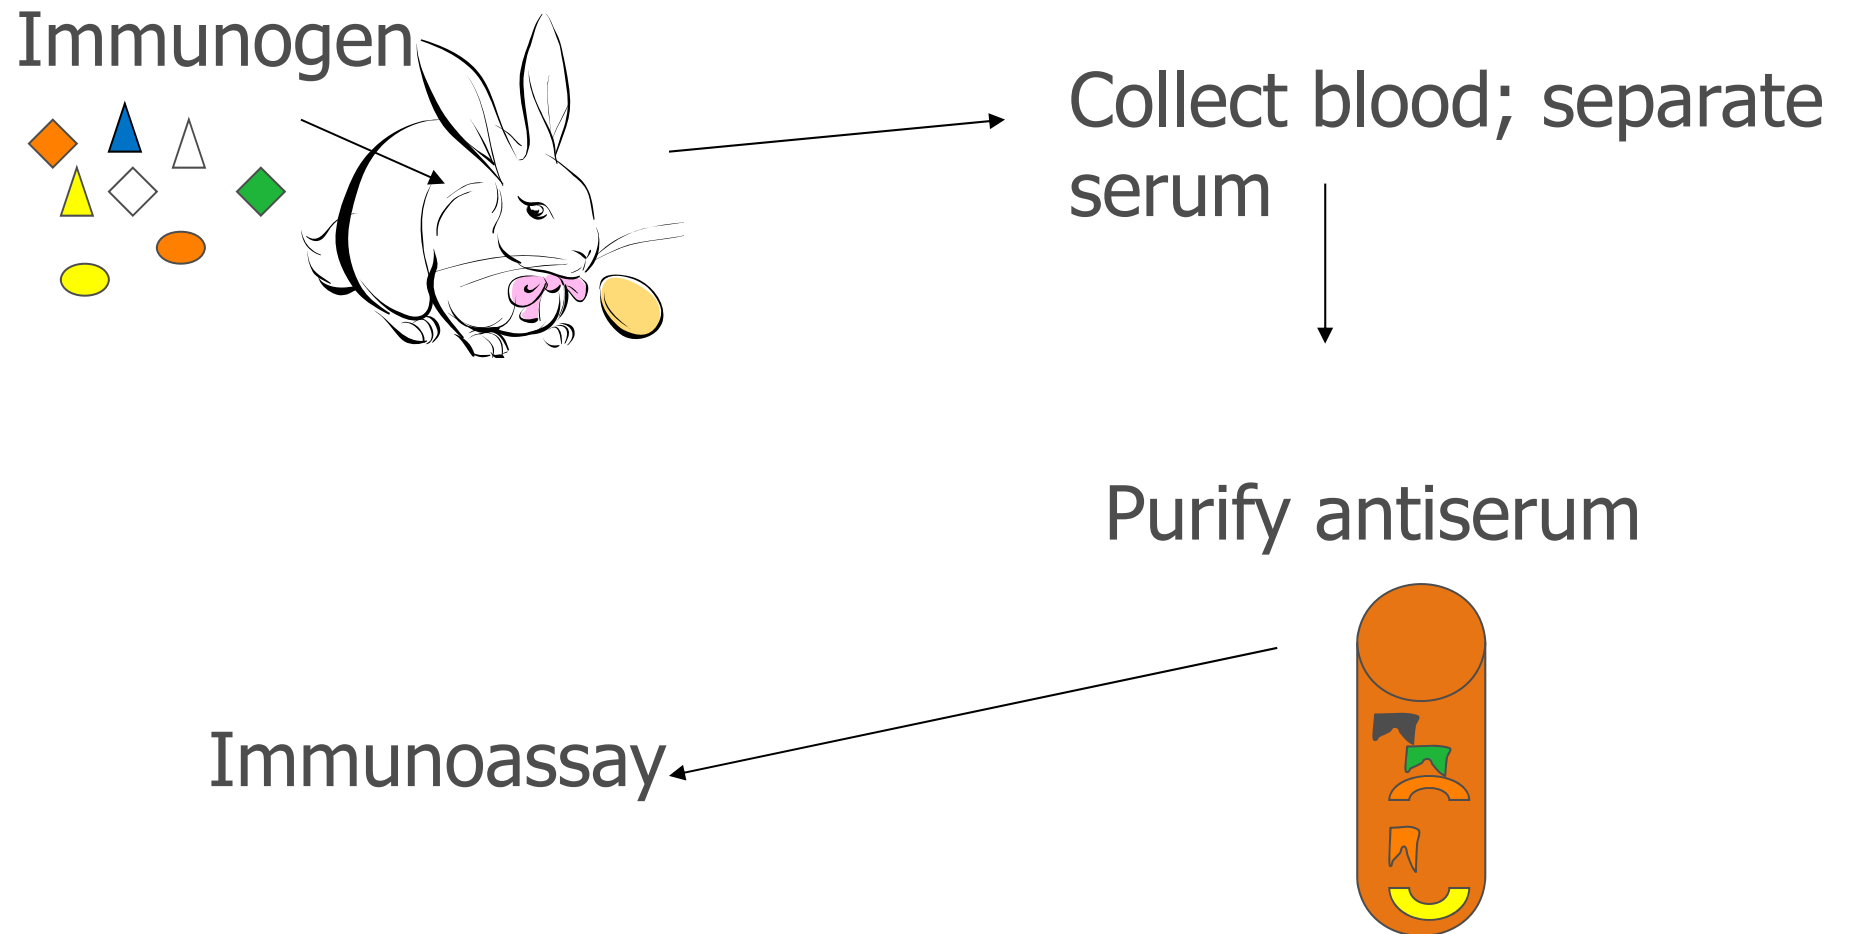 Immunogen
Collect blood; separate
serum
Purify antiserum
Immunoassay